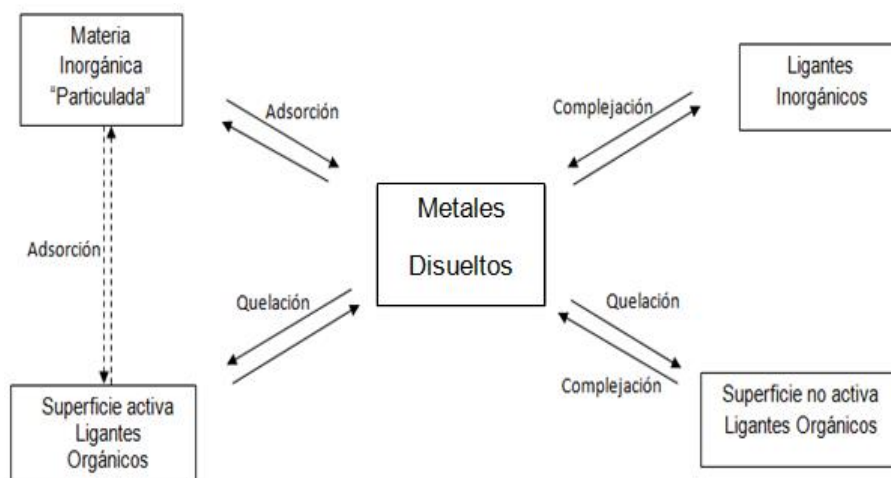 Materia
Inorgánica
“Particulada”
Ligantes
Inorgánicos
Adsorción
Complejación
Metales
Disueltos
Adsorción
Quelación
Quelación
Complejación
Superficie activa
Ligantes
Orgánicos
Superficie no activa
Ligantes Orgánicos